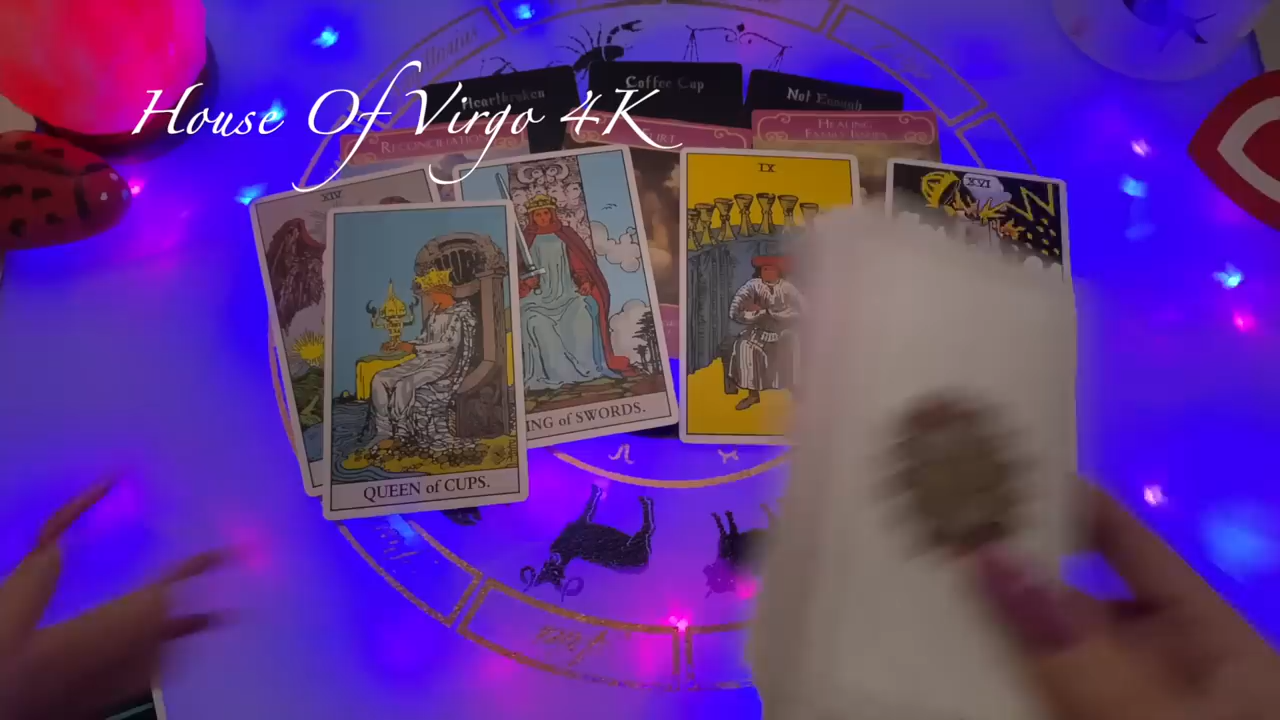 House Of Virgo 4K
Heartbroken
Coffee Cup
Not Enough
RECONCILIATION
HEALING
FAMILY ISSUES
XIV
IX
XVI
ING of SWORDS.
QUEEN of CUPS.